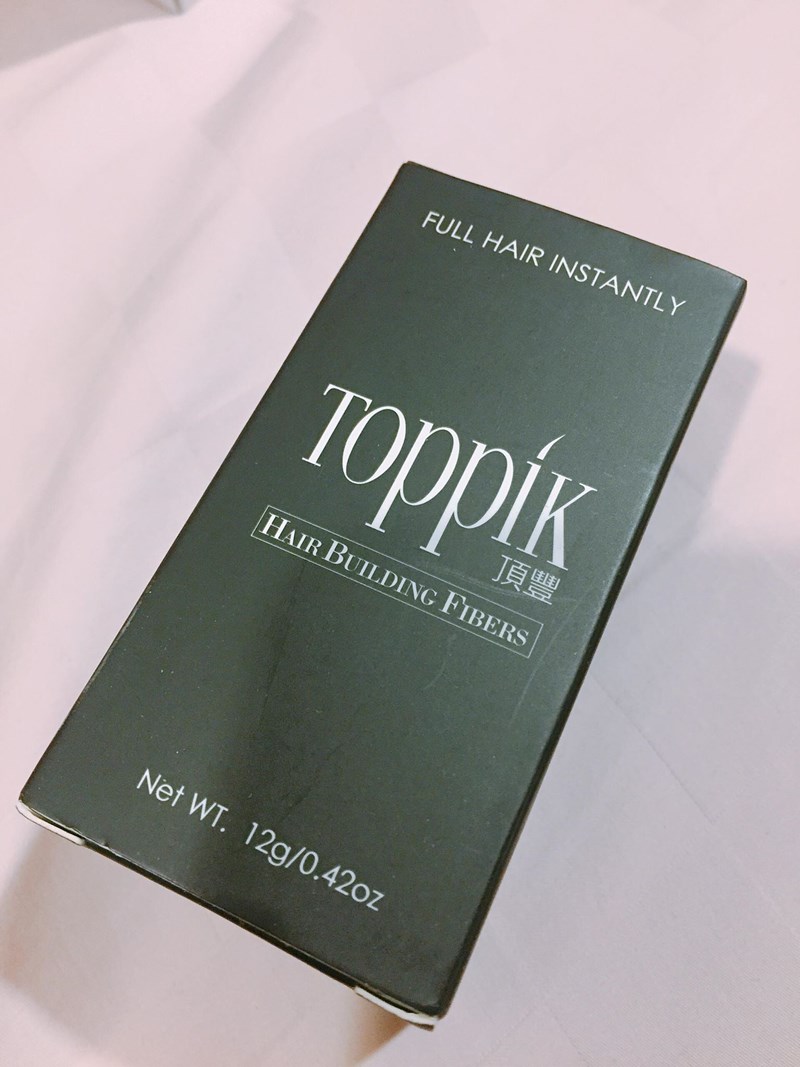 FULL HAIR INSTANTLY
Toppik
頂豐
HAIR BUILDING FIBERS
Net WT. 12g/0.42oz